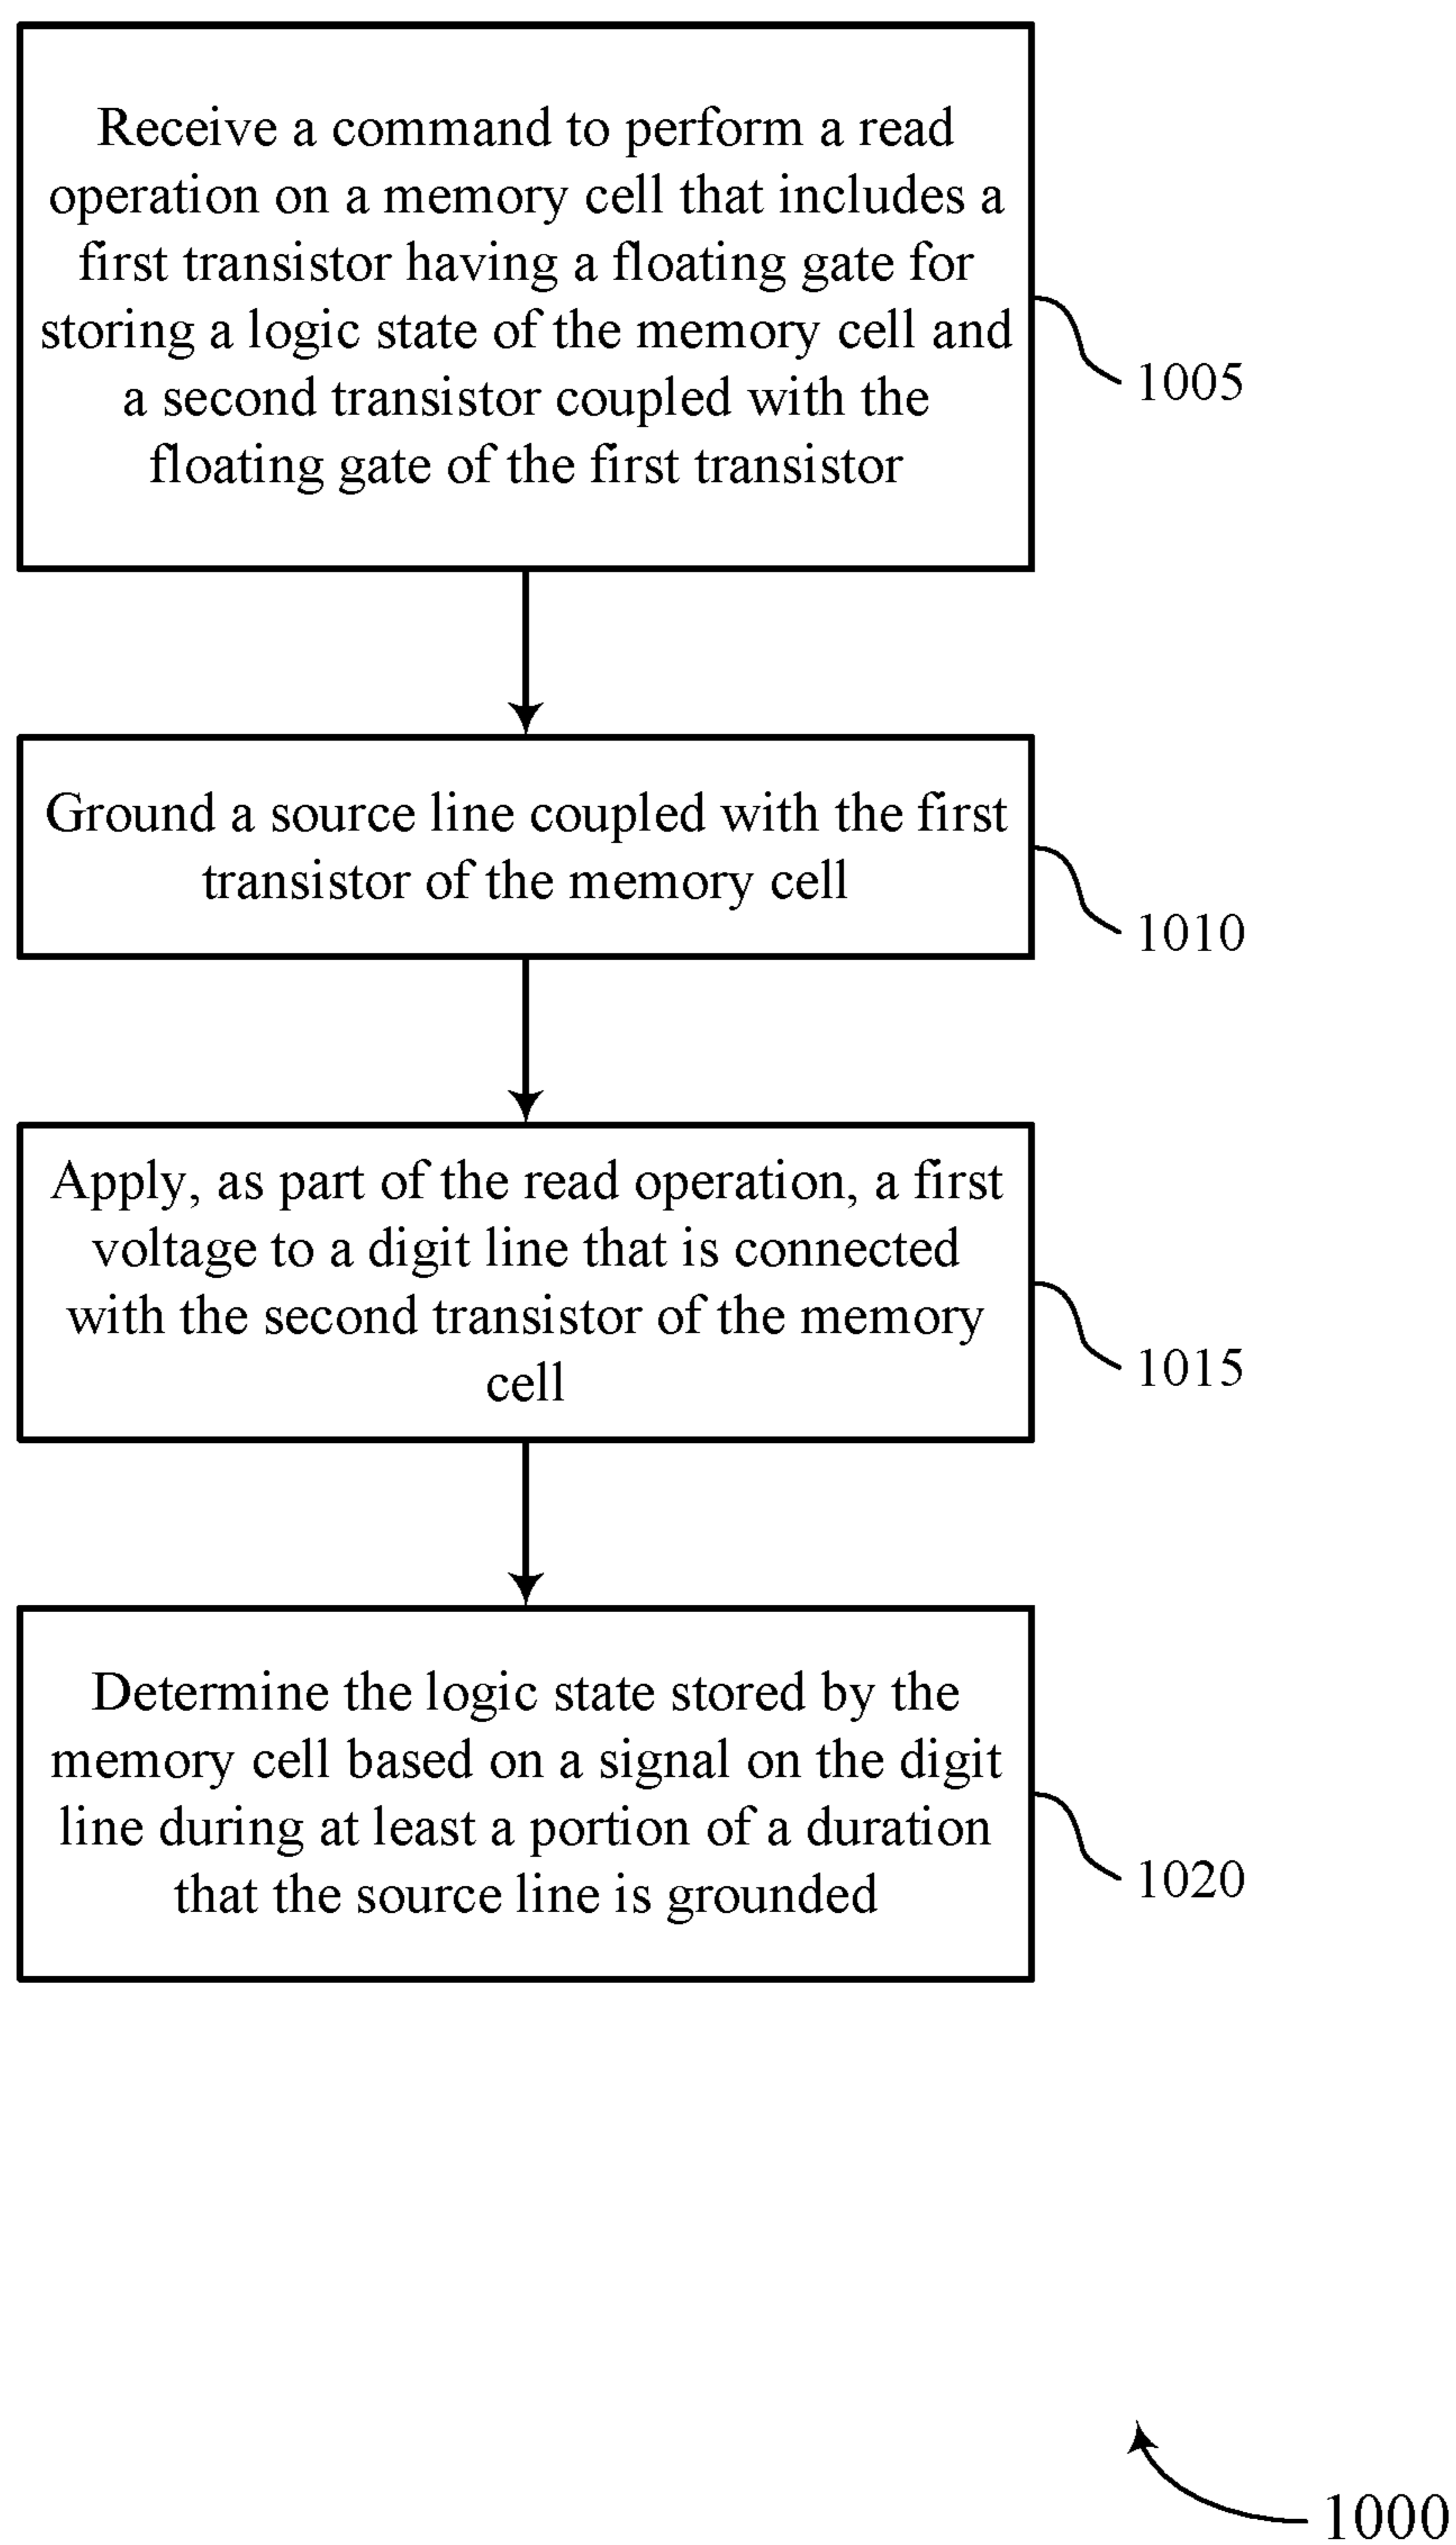 Receive a command to perform a read
operation on a memory cell that includes a
first transistor having a floating gate for
storing a logic state of the memory cell and
a second transistor coupled with the
floating gate of the first transistor
1005
Ground a source line coupled with the first
transistor of the memory cell
1010
Apply, as part of the read operation, a first
voltage to a digit line that is connected
with the second transistor of the memory
cell
1015
Determine the logic state stored by the
memory cell based on a signal on the digit
line during at least a portion of a duration
that the source line is grounded
1020
1000